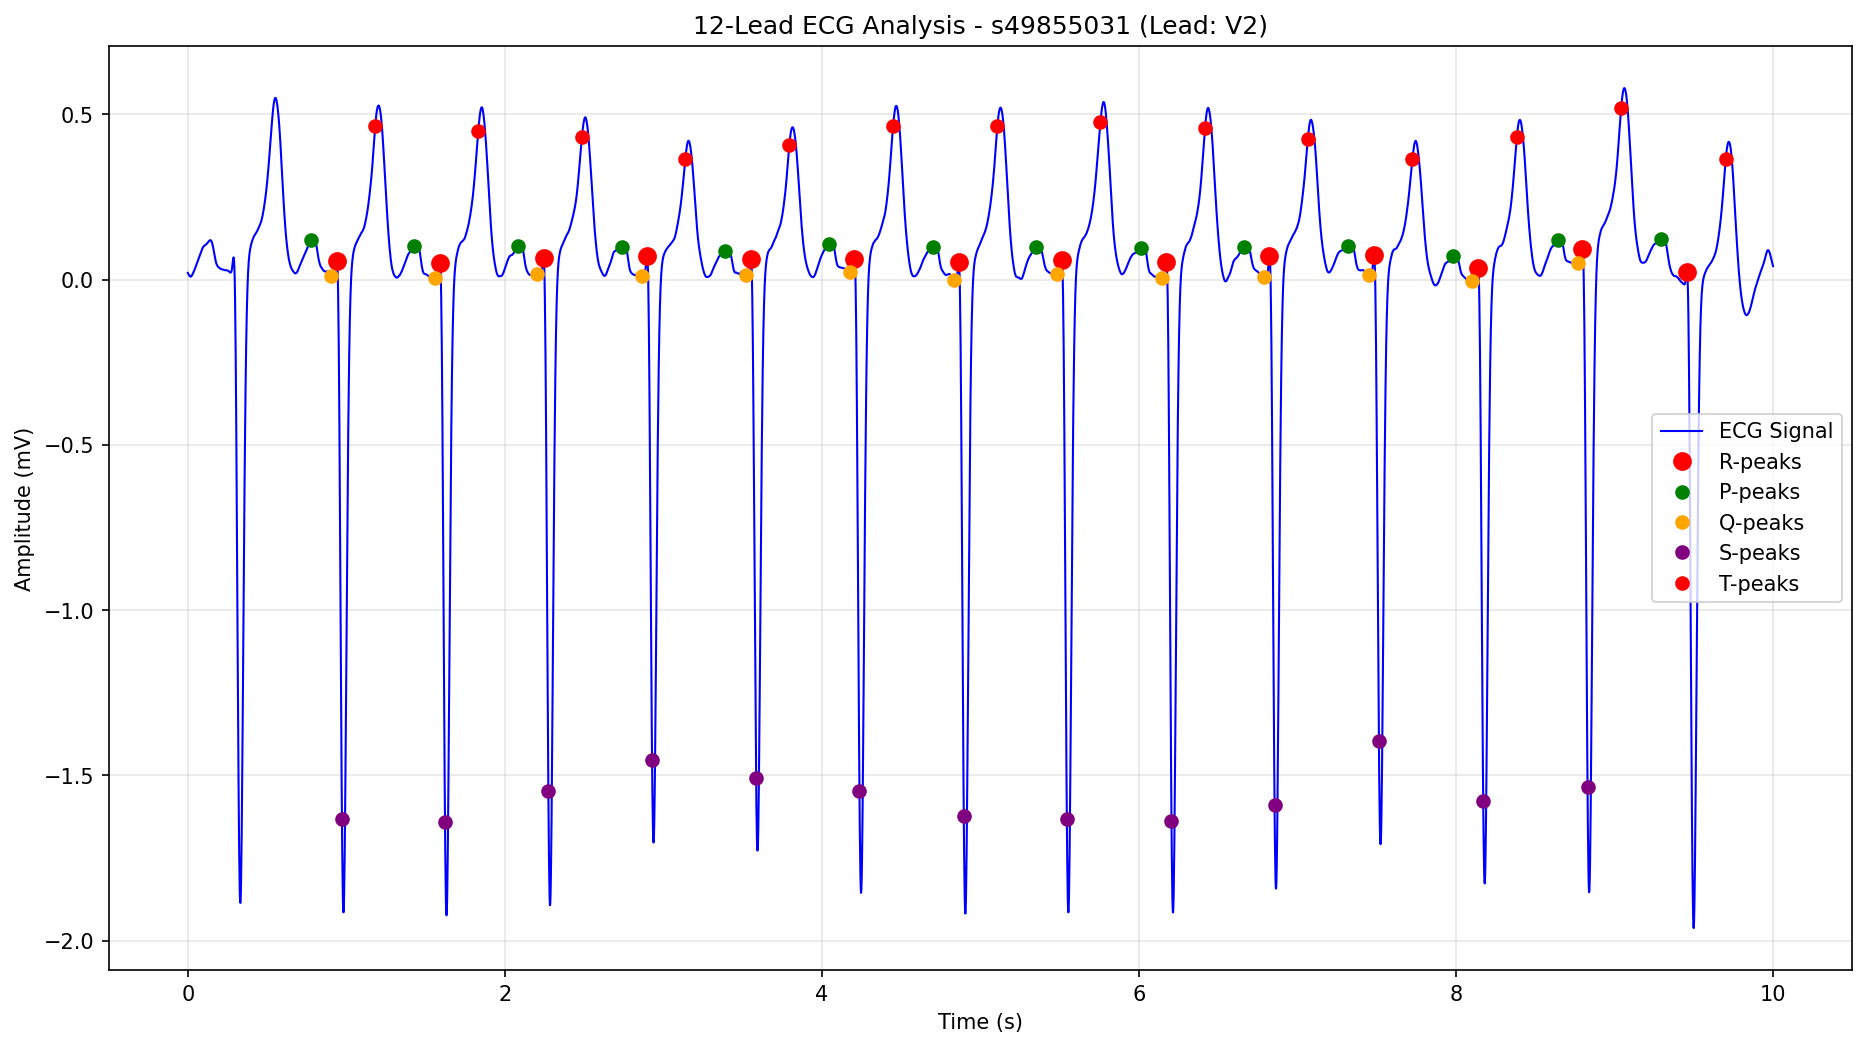 12-Lead ECG Analysis - s49855031 (Lead: V2)
Amplitude (mV)
0.5
0.0
−0.5
−1.0
−1.5
−2.0
ECG Signal
R-peaks
P-peaks
Q-peaks
S-peaks
T-peaks
0 2 4 6 8 10
Time (s)